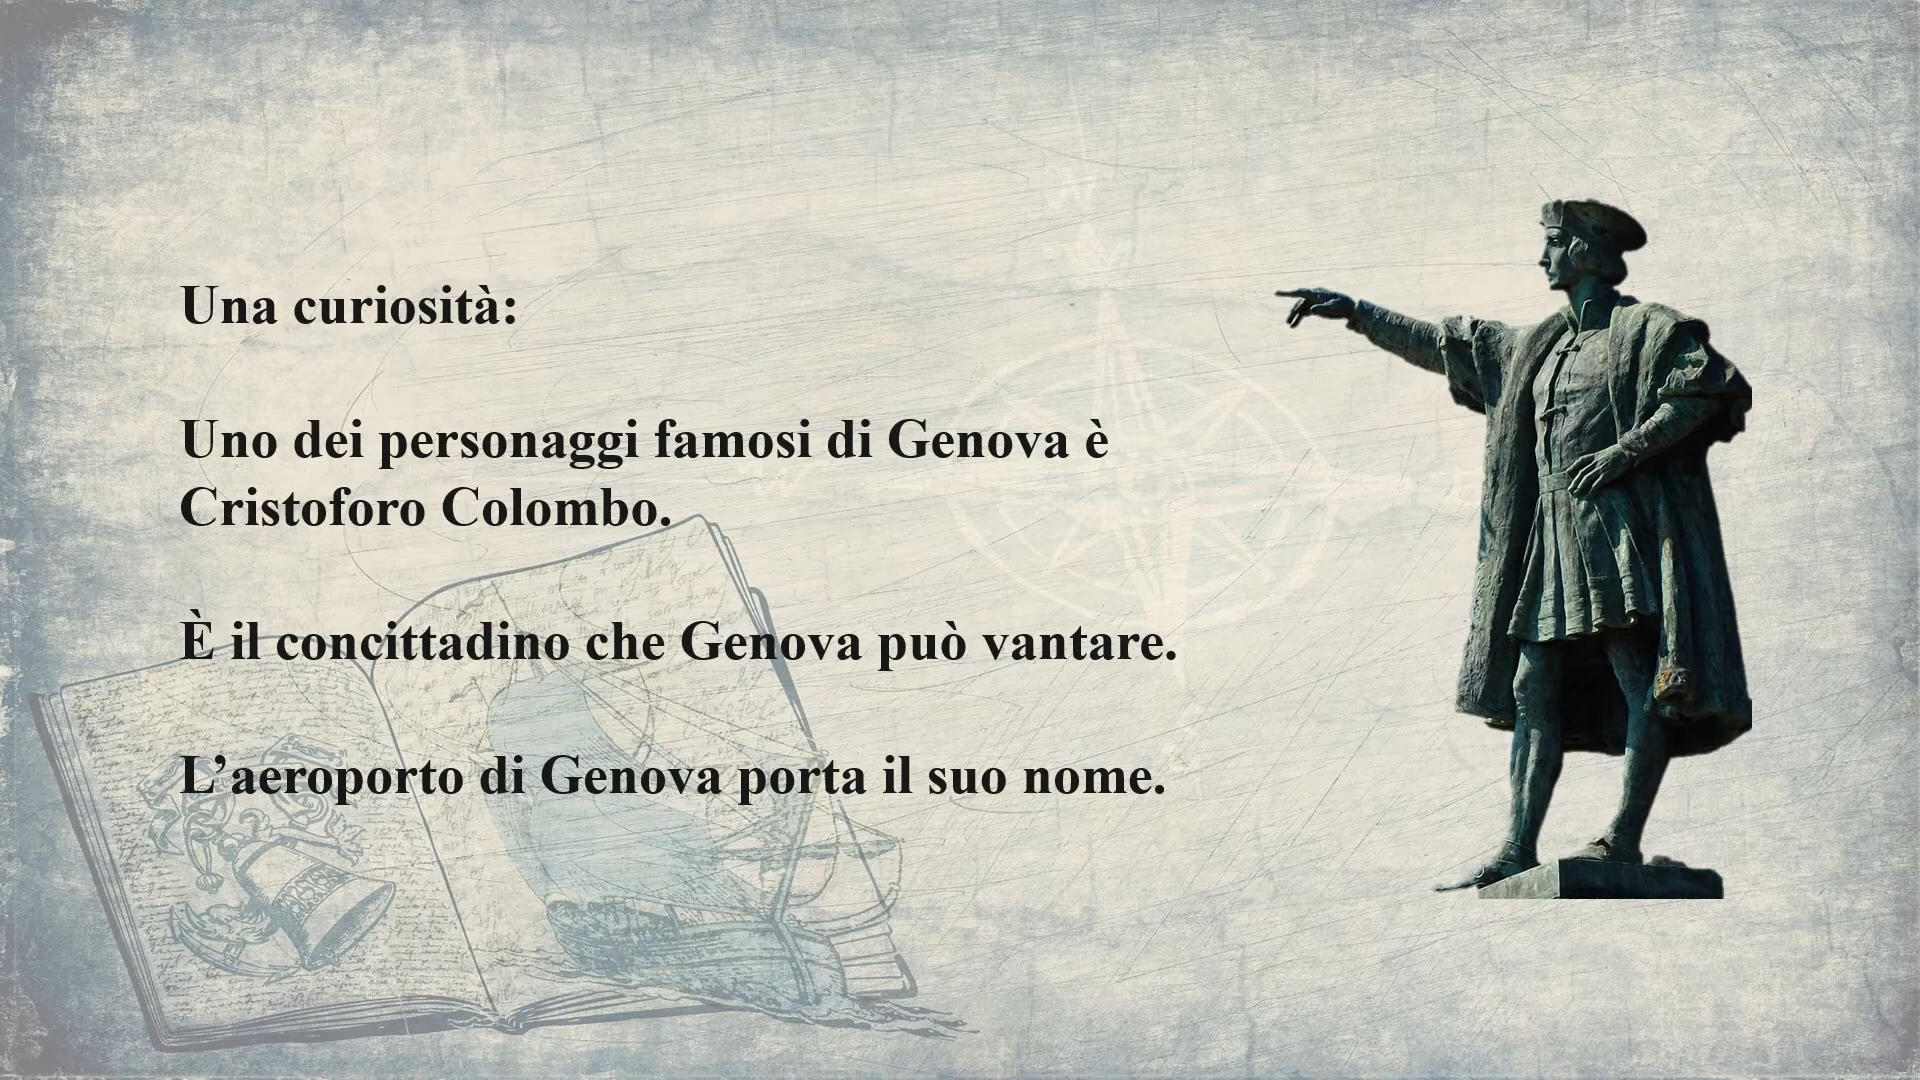 Una curiosità:
Uno dei personaggi famosi di Genova è
Cristoforo Colombo.
È il concittadino che Genova può vantare.
L’aeroporto di Genova porta il suo nome.